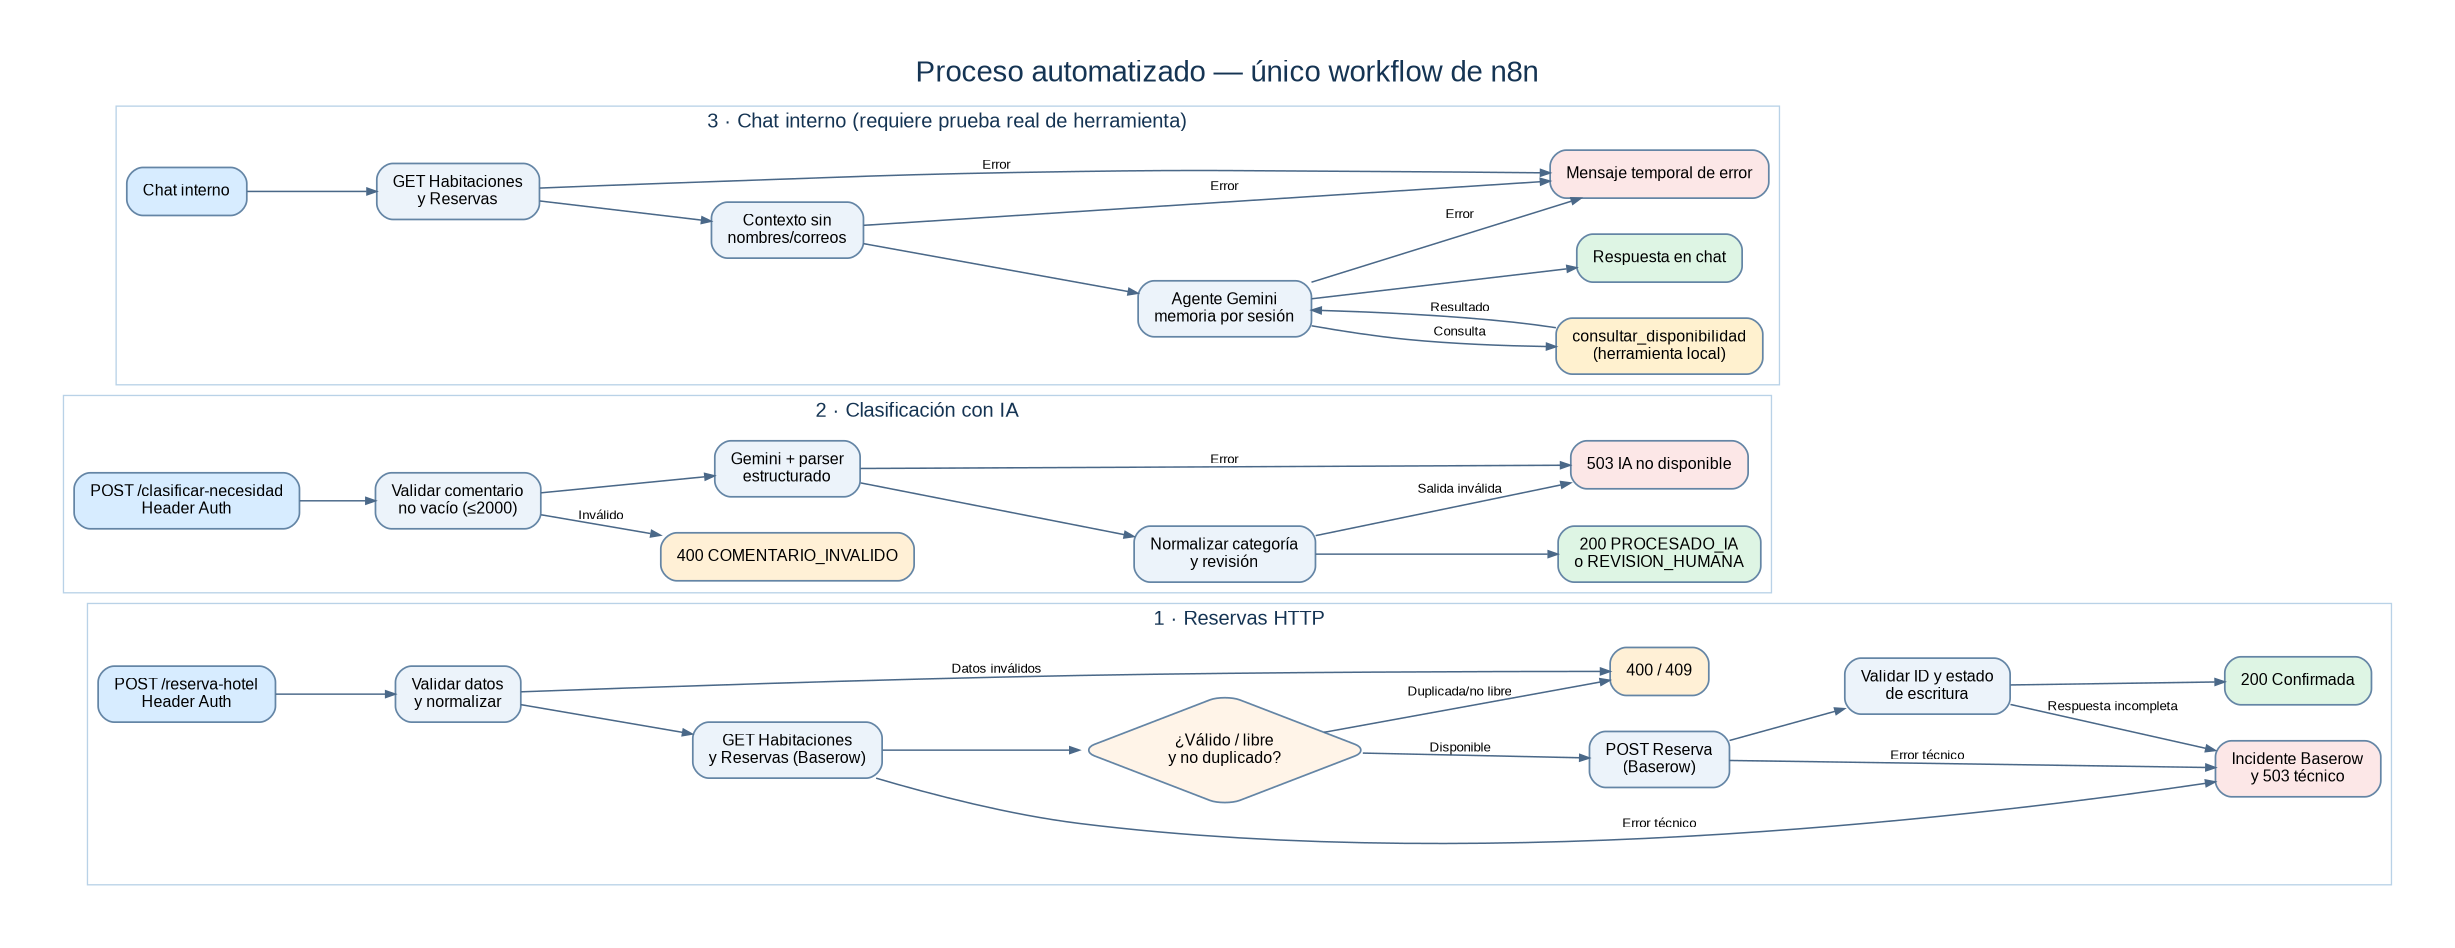 Proceso automatizado — único workflow de n8n
3 · Chat interno (requiere prueba real de herramienta)
Chat interno
GET Habitaciones
y Reservas
Error
Contexto sin
nombres/correos
Error
Mensaje temporal de error
Error
Agente Gemini
memoria por sesión
Respuesta en chat
Resultado
Consulta
consultar_disponibilidad
(herramienta local)
2 · Clasificación con IA
POST /clasificar-necesidad
Header Auth
Validar comentario
no vacío (≤2000)
Inválido
Gemini + parser
estructurado
400 COMENTARIO_INVALIDO
Error
Normalizar categoría
y revisión
Salida inválida
503 IA no disponible
200 PROCESADO_IA
o REVISION_HUMANA
1 · Reservas HTTP
POST /reserva-hotel
Header Auth
Validar datos
y normalizar
Datos inválidos
GET Habitaciones
y Reservas (Baserow)
¿Válido / libre
y no duplicado?
Duplicada/no libre
400 / 409
Disponible
POST Reserva
(Baserow)
Validar ID y estado
de escritura
200 Confirmada
Respuesta incompleta
Error técnico
Incidente Baserow
y 503 técnico
Error técnico